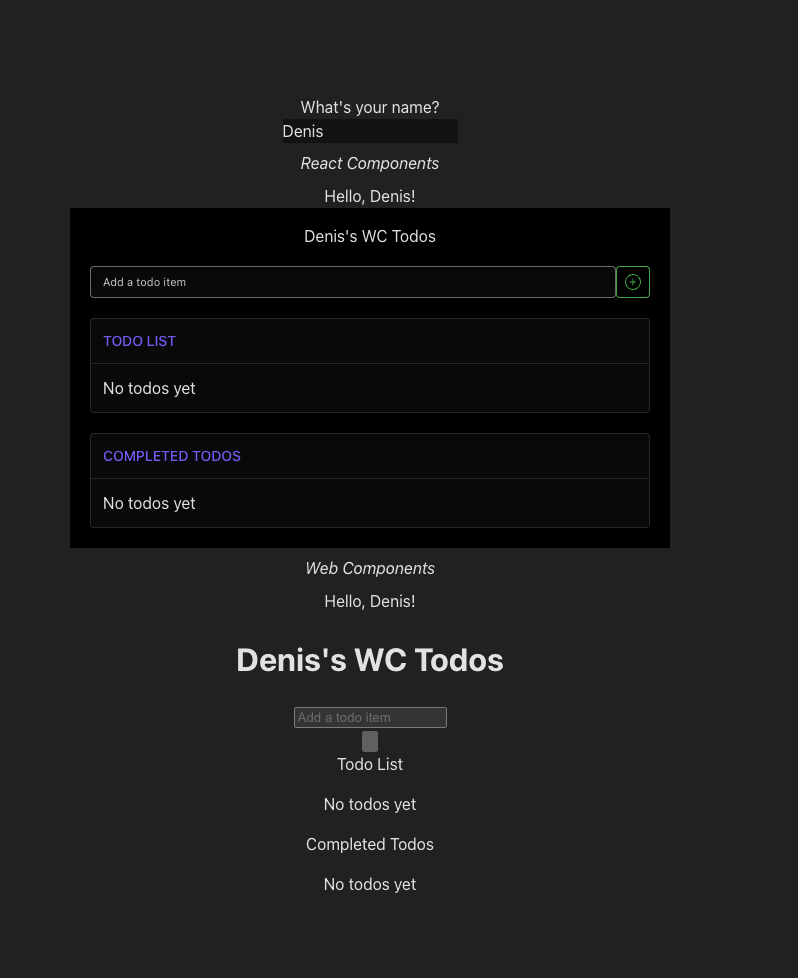 What's your name?
Denis
React Components
Hello, Denis!
Denis's WC Todos
Add a todo item
TODO LIST
No todos yet
COMPLETED TODOS
No todos yet
Web Components
Hello, Denis!
Denis's WC Todos
Add a todo item
Todo List
No todos yet
Completed Todos
No todos yet